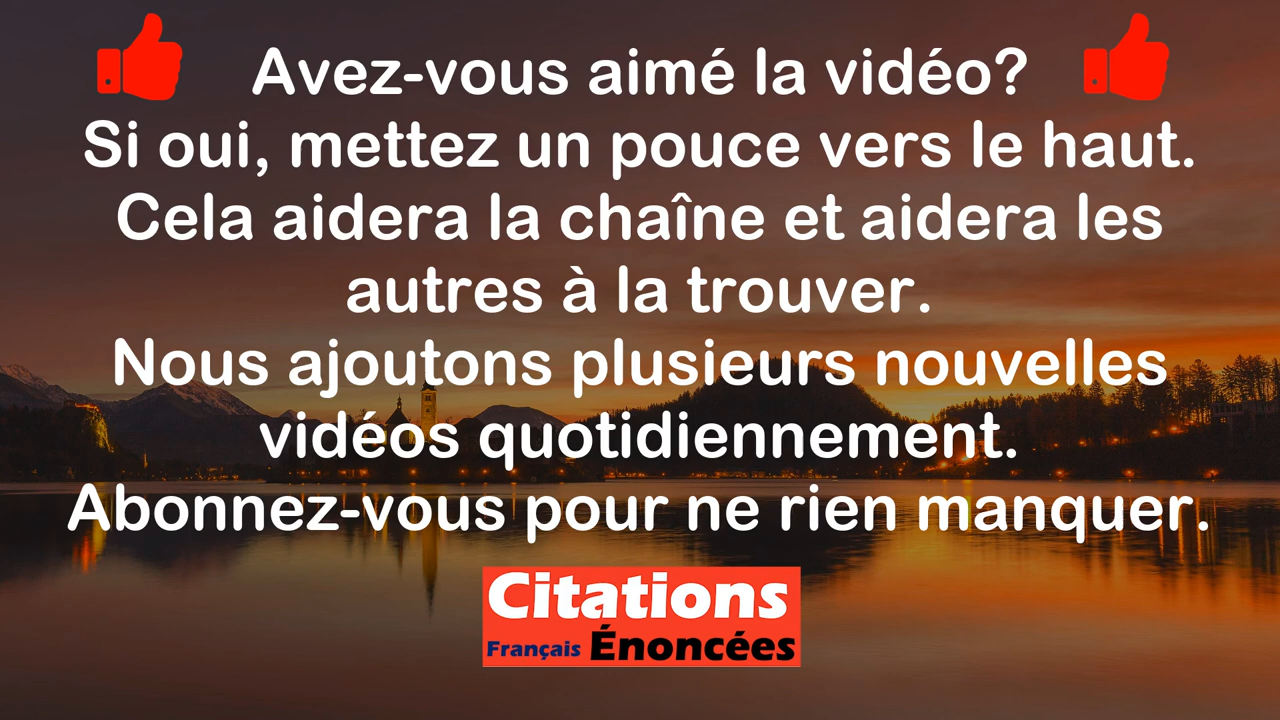 Avez-vous aimé la vidéo?
Si oui, mettez un pouce vers le haut.
Cela aidera la chaîne et aidera les
autres à la trouver.
Nous ajoutons plusieurs nouvelles
vidéos quotidiennement.
Abonnez-vous pour ne rien manquer.
Citations
Français Énoncées